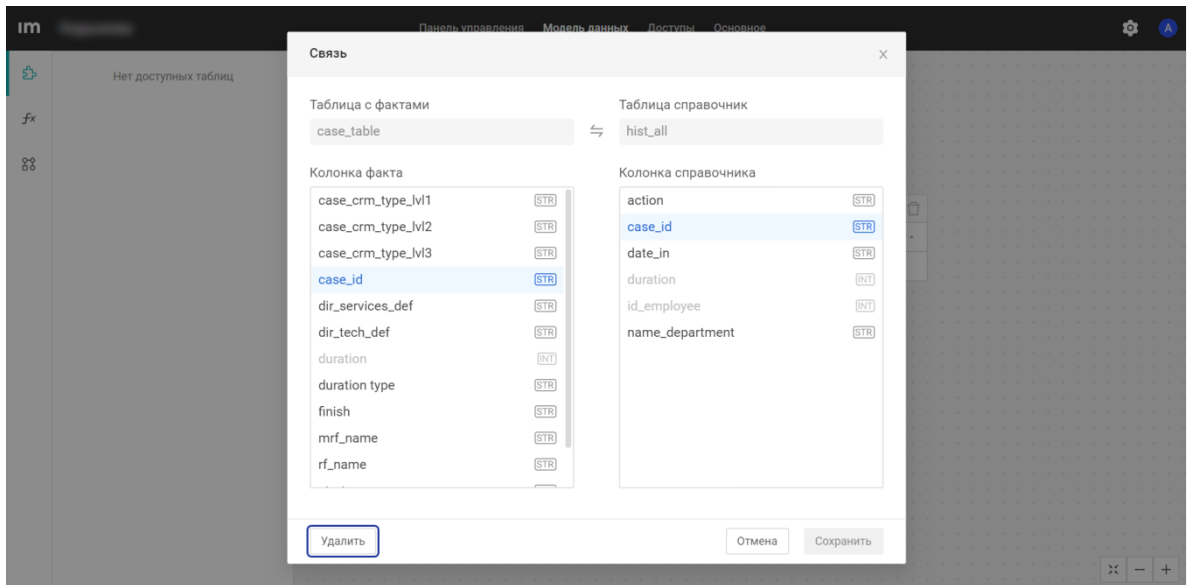 ım
Панель управления Модель данных Доступы Основное
A
Нет доступных таблиц
fx
Связь
Таблица с фактами Таблица справочник
case_table hist_all
Колонка факта
case_crm_type_lvl1 STR
case_crm_type_lvl2 STR
case_crm_type_lvl3 STR
case_id STR
dir_services_def STR
dir_tech_def STR
duration INT
duration type STR
finish STR
mrf_name STR
rf_name STR
Колонка справочника
action STR
case_id STR
date_in STR
duration INT
id_employee INT
name_department STR
Удалить Отмена Сохранить